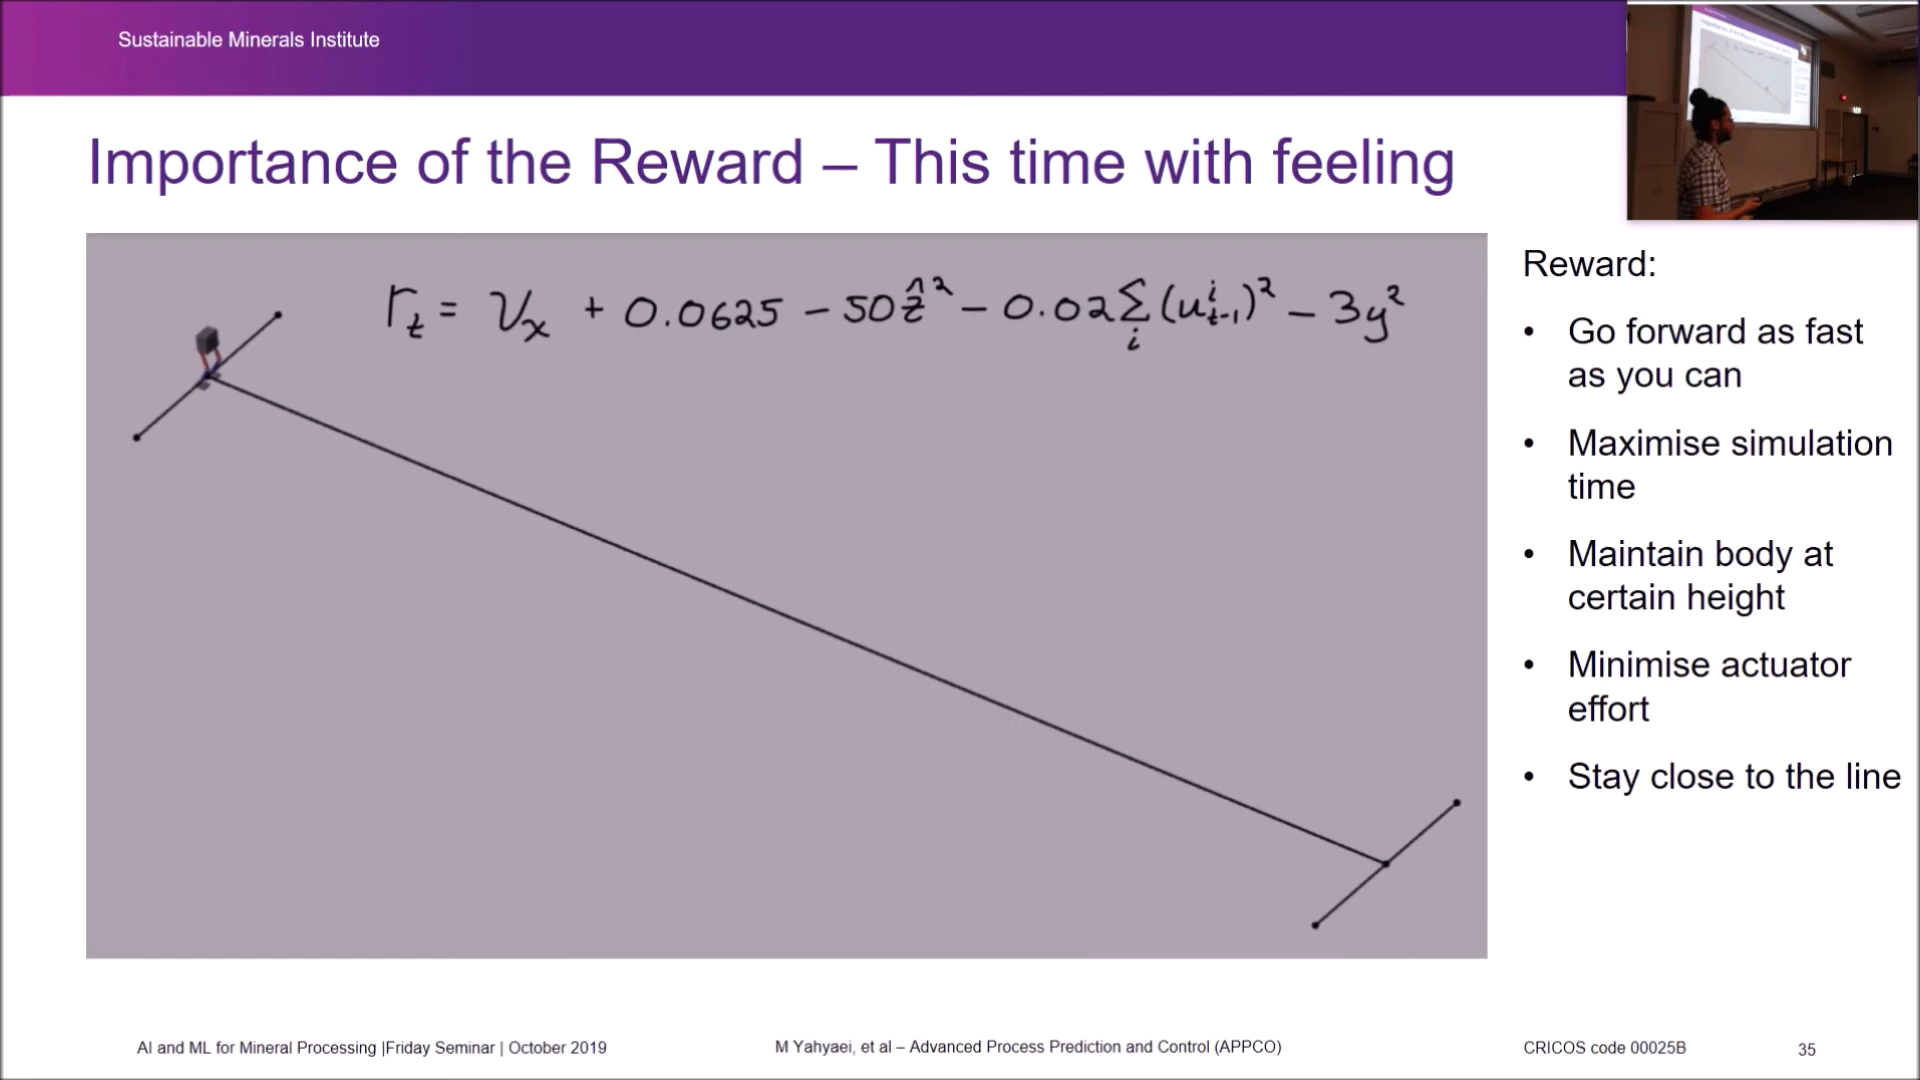 Sustainable Minerals Institute
Importance of the Reward – This time with feeling
r_t = v_x + 0.0625 – 50ẑ² – 0.02 Σ_i (u^i_{t-1})² – 3y²
Reward:
• Go forward as fast
as you can
• Maximise simulation
time
• Maintain body at
certain height
• Minimise actuator
effort
• Stay close to the line
AI and ML for Mineral Processing |Friday Seminar | October 2019
M Yahyaei, et al – Advanced Process Prediction and Control (APPCO)
CRICOS code 00025B
35